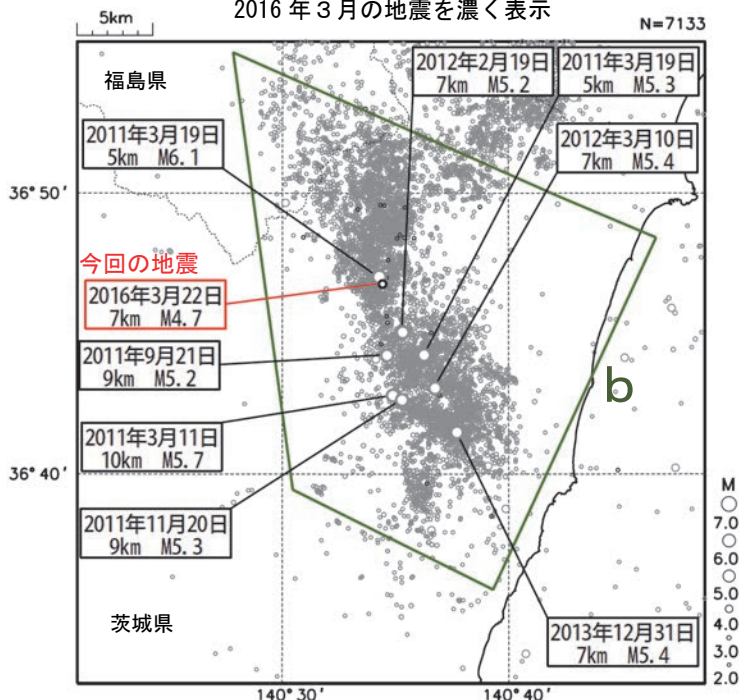 2016年３月の地震を濃く表示
5km
N=7133
福島県
2012年2月19日
7km M5.2
2011年3月19日
5km M5.3
2011年3月19日
5km M6.1
2012年3月10日
7km M5.4
36°50′
今回の地震
2016年3月22日
7km M4.7
2011年9月21日
9km M5.2
b
2011年3月11日
10km M5.7
36°40′
2011年11月20日
9km M5.3
M
7.0
6.0
5.0
4.0
3.0
2.0
茨城県
2013年12月31日
7km M5.4
140°30′
140°40′